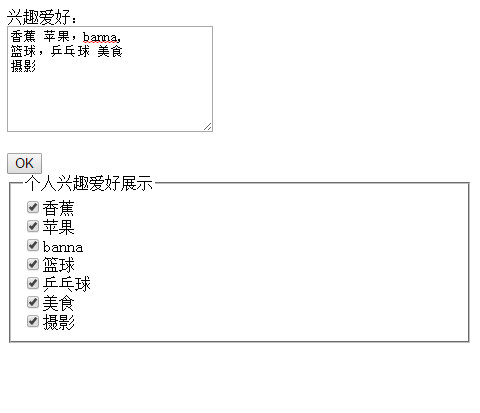 兴趣爱好：
香蕉 苹果，banna,
篮球，乒乓球 美食
摄影
OK
个人兴趣爱好展示
香蕉
苹果
banna
篮球
乒乓球
美食
摄影